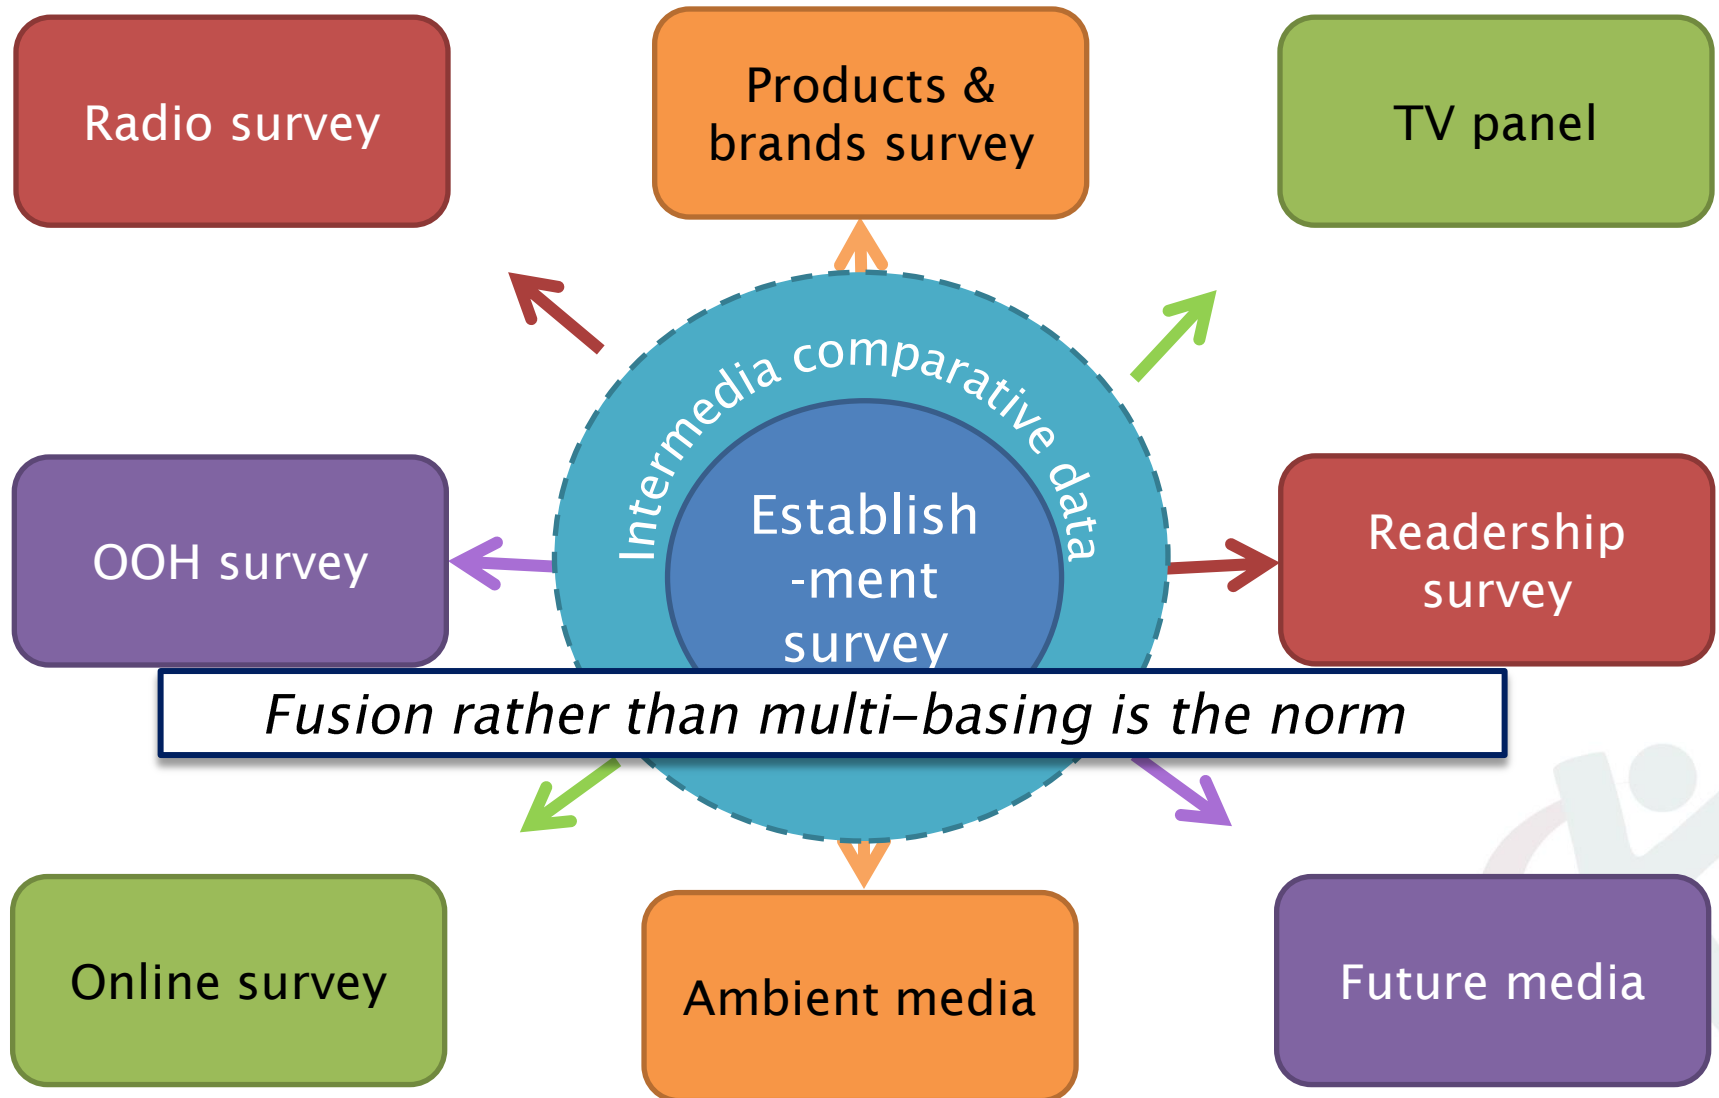 Radio survey
Products &
brands survey
TV panel
Intermedia comparative data
Establish
-ment
survey
OOH survey
Readership
survey
Fusion rather than multi-basing is the norm
Online survey
Ambient media
Future media